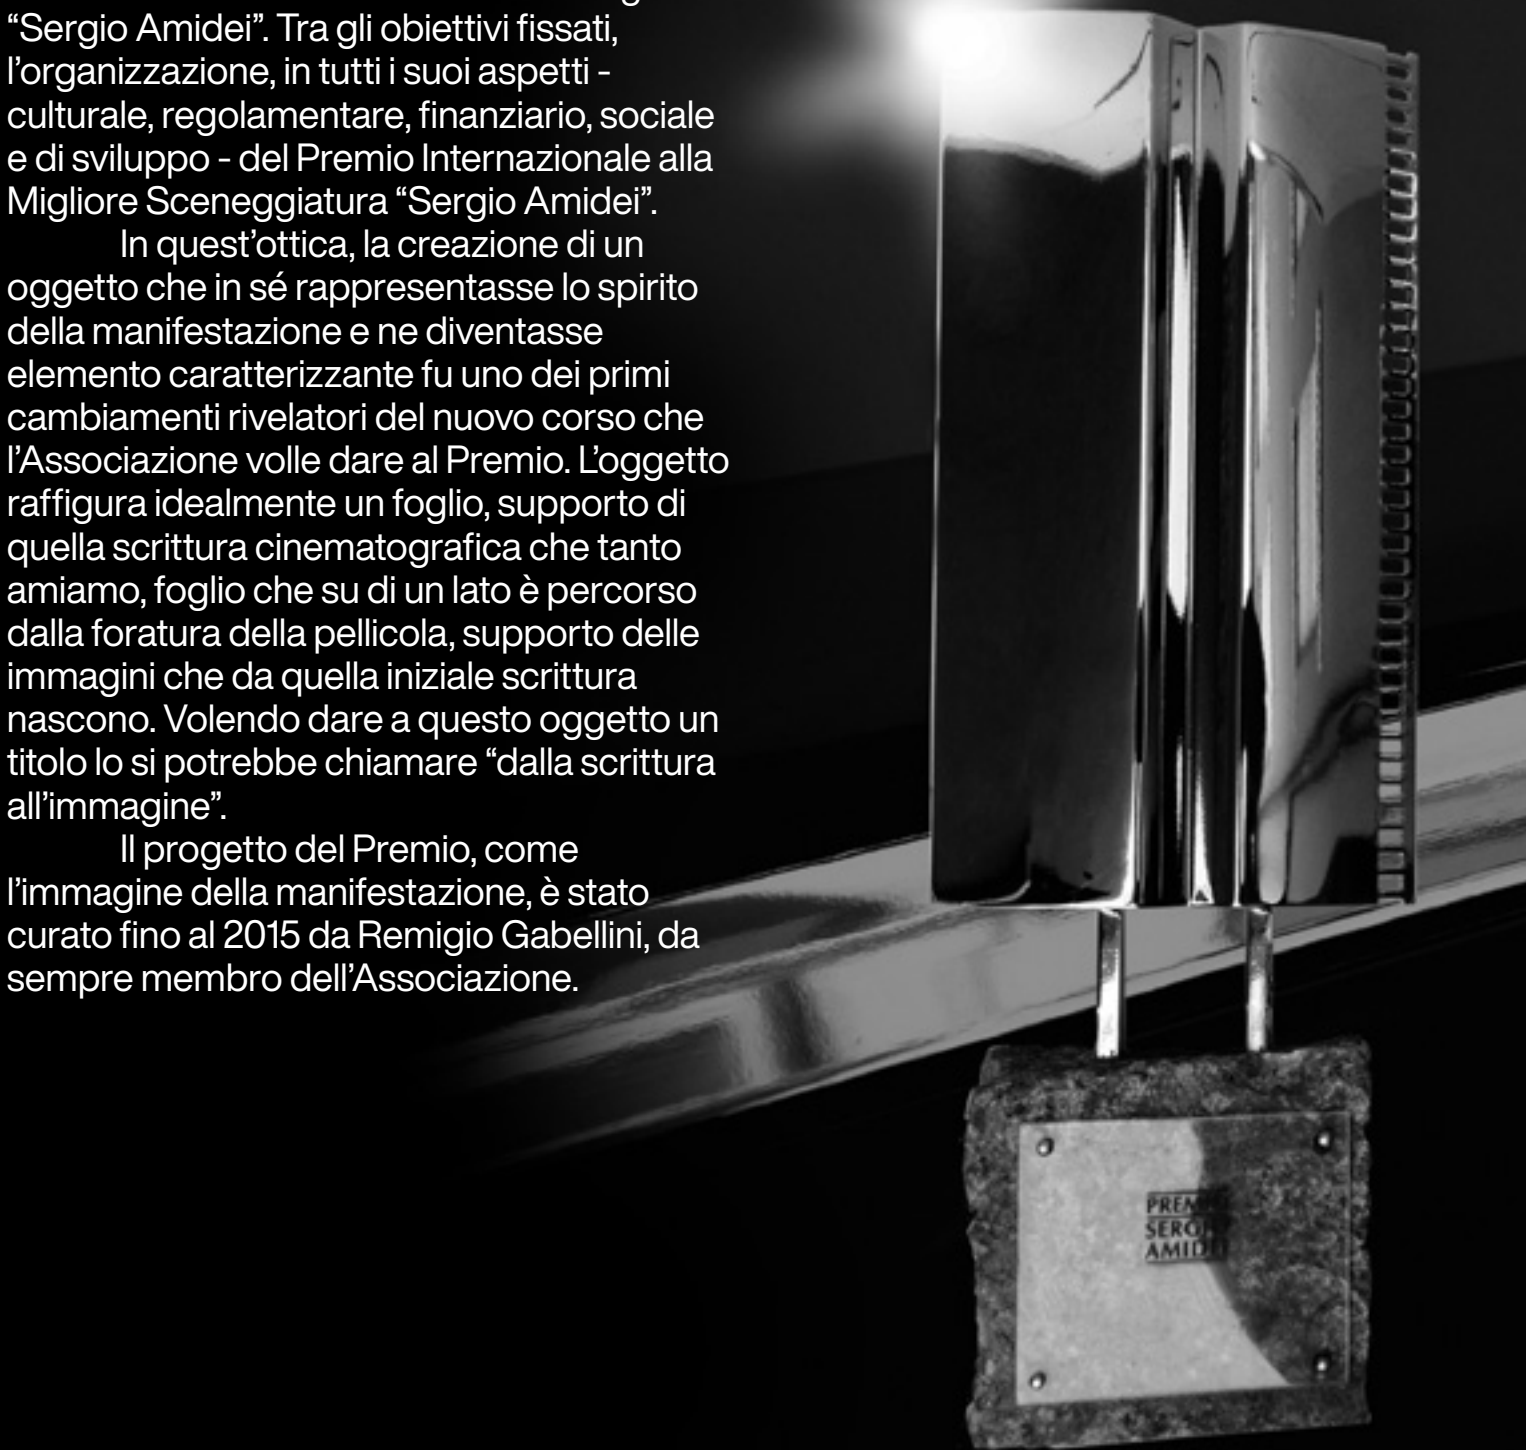 “Sergio Amidei”. Tra gli obiettivi fissati,
l’organizzazione, in tutti i suoi aspetti -
culturale, regolamentare, finanziario, sociale
e di sviluppo - del Premio Internazionale alla
Migliore Sceneggiatura “Sergio Amidei”.
In quest’ottica, la creazione di un
oggetto che in sé rappresentasse lo spirito
della manifestazione e ne diventasse
elemento caratterizzante fu uno dei primi
cambiamenti rivelatori del nuovo corso che
l’Associazione volle dare al Premio. L’oggetto
raffigura idealmente un foglio, supporto di
quella scrittura cinematografica che tanto
amiamo, foglio che su di un lato è percorso
dalla foratura della pellicola, supporto delle
immagini che da quella iniziale scrittura
nascono. Volendo dare a questo oggetto un
titolo lo si potrebbe chiamare “dalla scrittura
all’immagine”.
Il progetto del Premio, come
l’immagine della manifestazione, è stato
curato fino al 2015 da Remigio Gabellini, da
sempre membro dell’Associazione.
PREMIO
SERGIO
AMIDEI